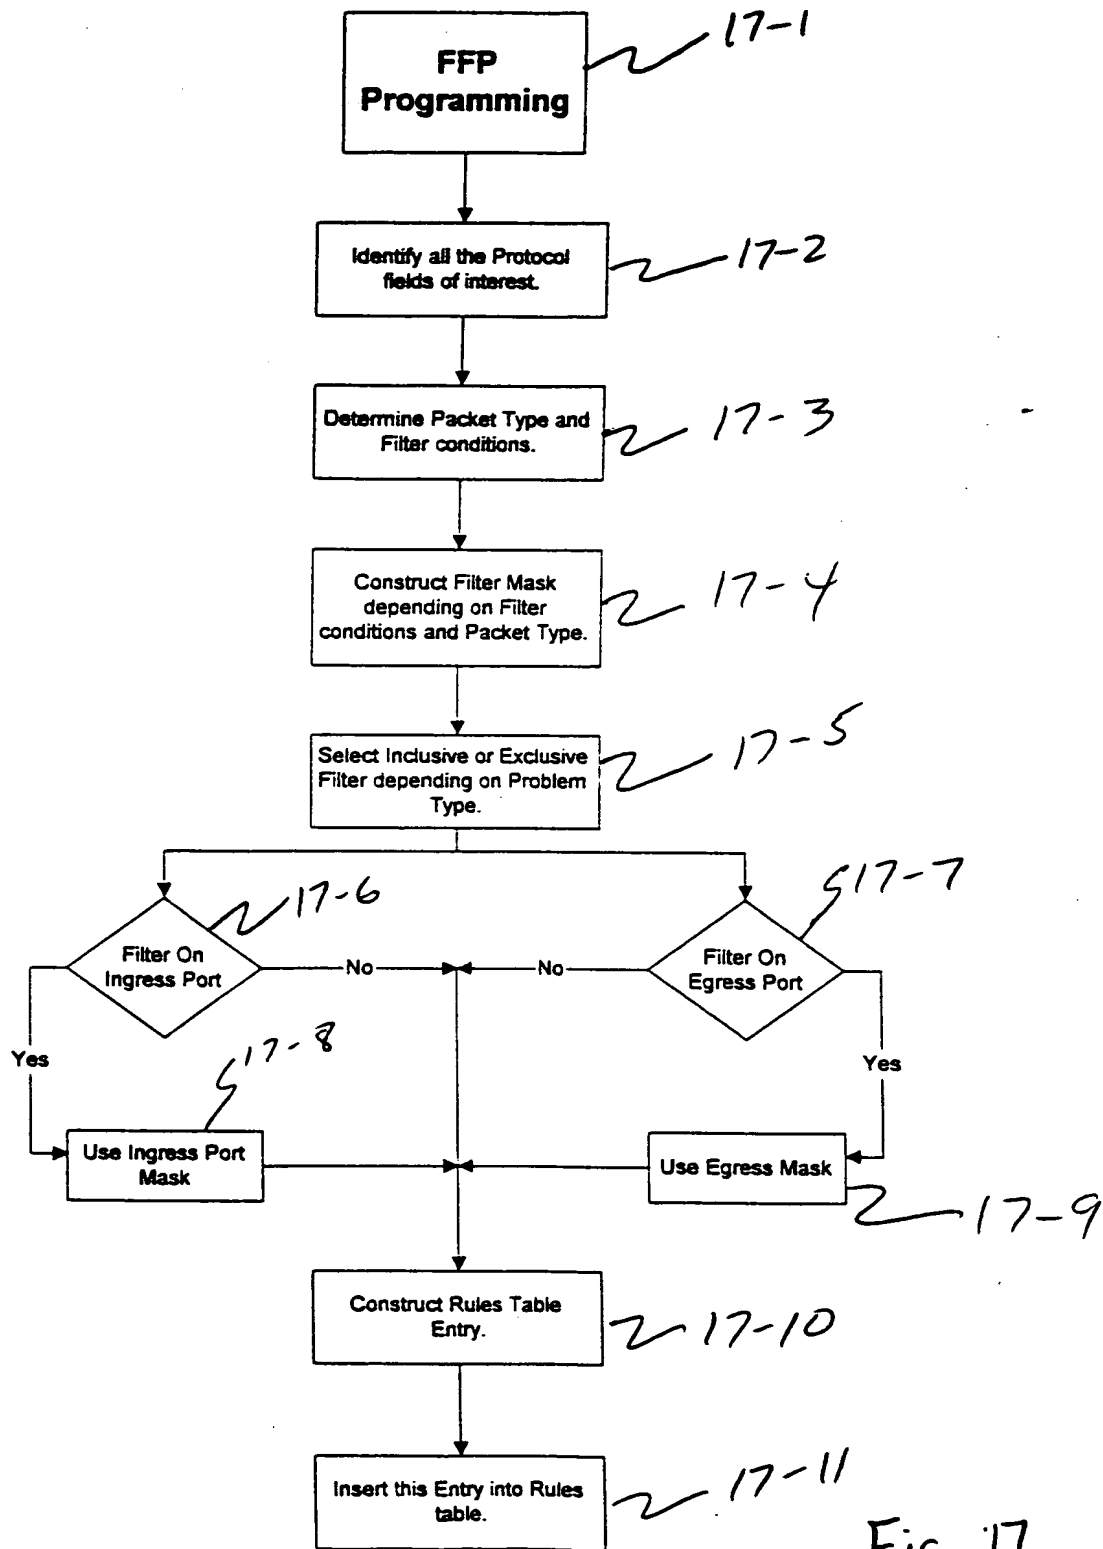 FFP
Programming
17-1
Identify all the Protocol
fields of interest.
17-2
Determine Packet Type and
Filter conditions.
17-3
Construct Filter Mask
depending on Filter
conditions and Packet Type.
17-4
Select Inclusive or Exclusive
Filter depending on Problem
Type.
17-5
17-6
17-7
Filter On
Ingress Port
No
No
Filter On
Egress Port
Yes
17-8
Yes
Use Ingress Port
Mask
Use Egress Mask
17-9
Construct Rules Table
Entry.
17-10
Insert this Entry into Rules
table.
17-11
Fig. 17